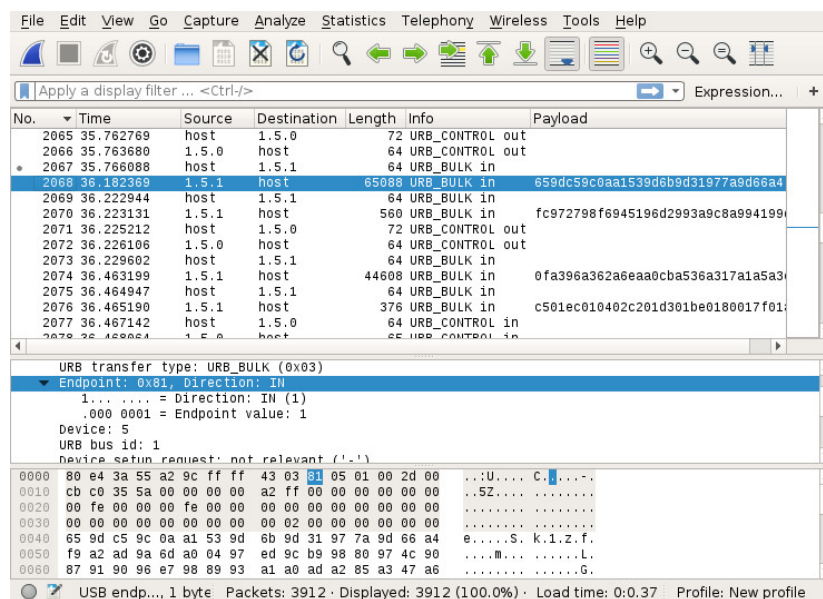 File Edit View Go Capture Analyze Statistics Telephony Wireless Tools Help
Apply a display filter ... <Ctrl-/> Expression... +
No. Time Source Destination Length Info Payload
2065 35.762769 host 1.5.0 72 URB_CONTROL out
2066 35.763680 1.5.0 host 64 URB_CONTROL out
2067 35.766088 host 1.5.1 64 URB_BULK in
2068 36.182369 1.5.1 host 65088 URB_BULK in 659dc59c0aa1539d6b9d31977a9d66a4
2069 36.222944 host 1.5.1 64 URB_BULK in
2070 36.223131 1.5.1 host 560 URB_BULK in fc972798f6945196d2993a9c8a994199
2071 36.225212 host 1.5.0 72 URB_CONTROL out
2072 36.226106 1.5.0 host 64 URB_CONTROL out
2073 36.229602 host 1.5.1 64 URB_BULK in
2074 36.463199 1.5.1 host 44608 URB_BULK in 0fa396a362a6eaa0cba536a317a1a5a3
2075 36.464947 host 1.5.1 64 URB_BULK in
2076 36.465190 1.5.1 host 376 URB_BULK in c501ec010402c201d301be0180017f01
2077 36.467142 host 1.5.0 64 URB_CONTROL in
2078 36.468064 1.5.0 host 65 URB_CONTROL in
URB transfer type: URB_BULK (0x03)
Endpoint: 0x81, Direction: IN
1... .... = Direction: IN (1)
.000 0001 = Endpoint value: 1
Device: 5
URB bus id: 1
Device setup request: not relevant ('-')
0000 80 e4 3a 55 a2 9c ff ff 43 03 81 05 01 00 2d 00 ..:U.... C.....-.
0010 cb c0 35 5a 00 00 00 00 a2 ff 00 00 00 00 00 00 ..5Z.... ........
0020 00 fe 00 00 00 fe 00 00 00 00 00 00 00 00 00 00 ........ ........
0030 00 00 00 00 00 00 00 00 00 02 00 00 00 00 00 00 ........ ........
0040 65 9d c5 9c 0a a1 53 9d 6b 9d 31 97 7a 9d 66 a4 e.....S. k.1.z.f.
0050 f9 a2 ad 9a 6d a0 04 97 ed 9c b9 98 80 97 4c 90 ....m... ......L.
0060 87 91 90 96 e7 98 89 93 a1 a0 ad a2 85 a3 47 a6 ........ ......G.
USB endp..., 1 byte Packets: 3912 · Displayed: 3912 (100.0%) · Load time: 0:0.37 Profile: New profile